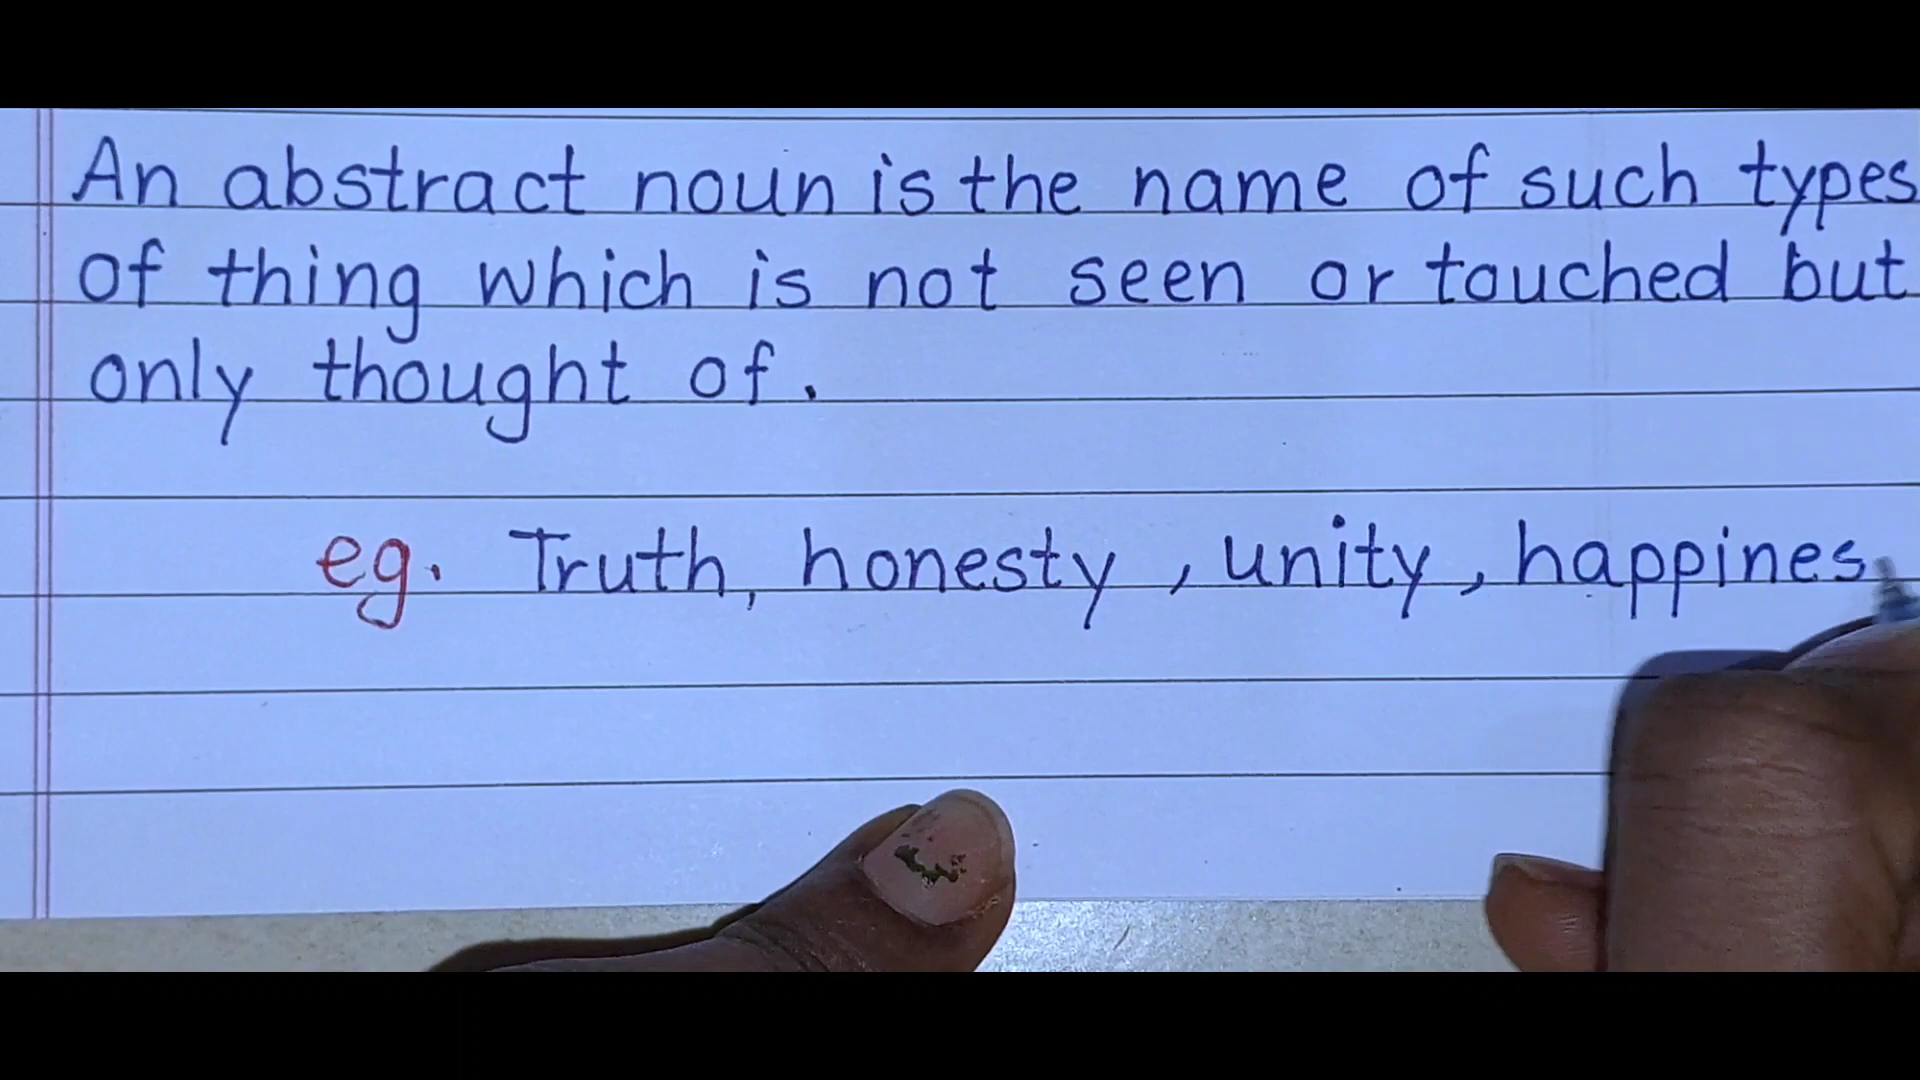 An abstract noun is the name of such types
of thing which is not seen or touched but
only thought of.
eg. Truth, honesty, unity, happines